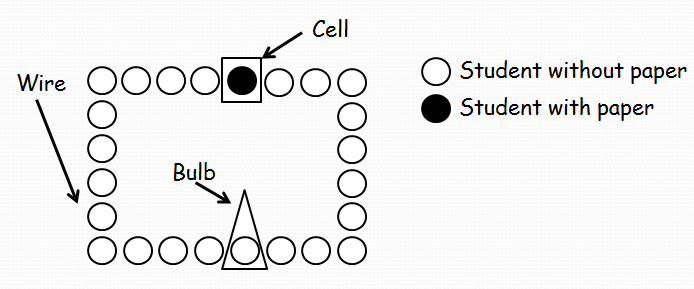 Cell
Wire
Student without paper
Student with paper
Bulb